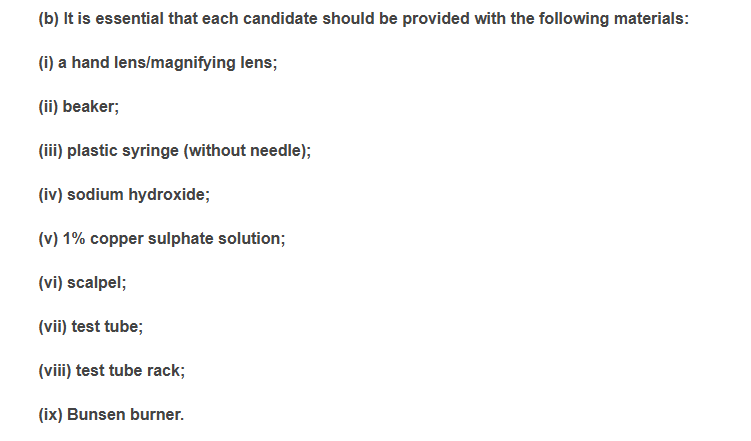 (b) It is essential that each candidate should be provided with the following materials:
(i) a hand lens/magnifying lens;
(ii) beaker;
(iii) plastic syringe (without needle);
(iv) sodium hydroxide;
(v) 1% copper sulphate solution;
(vi) scalpel;
(vii) test tube;
(viii) test tube rack;
(ix) Bunsen burner.